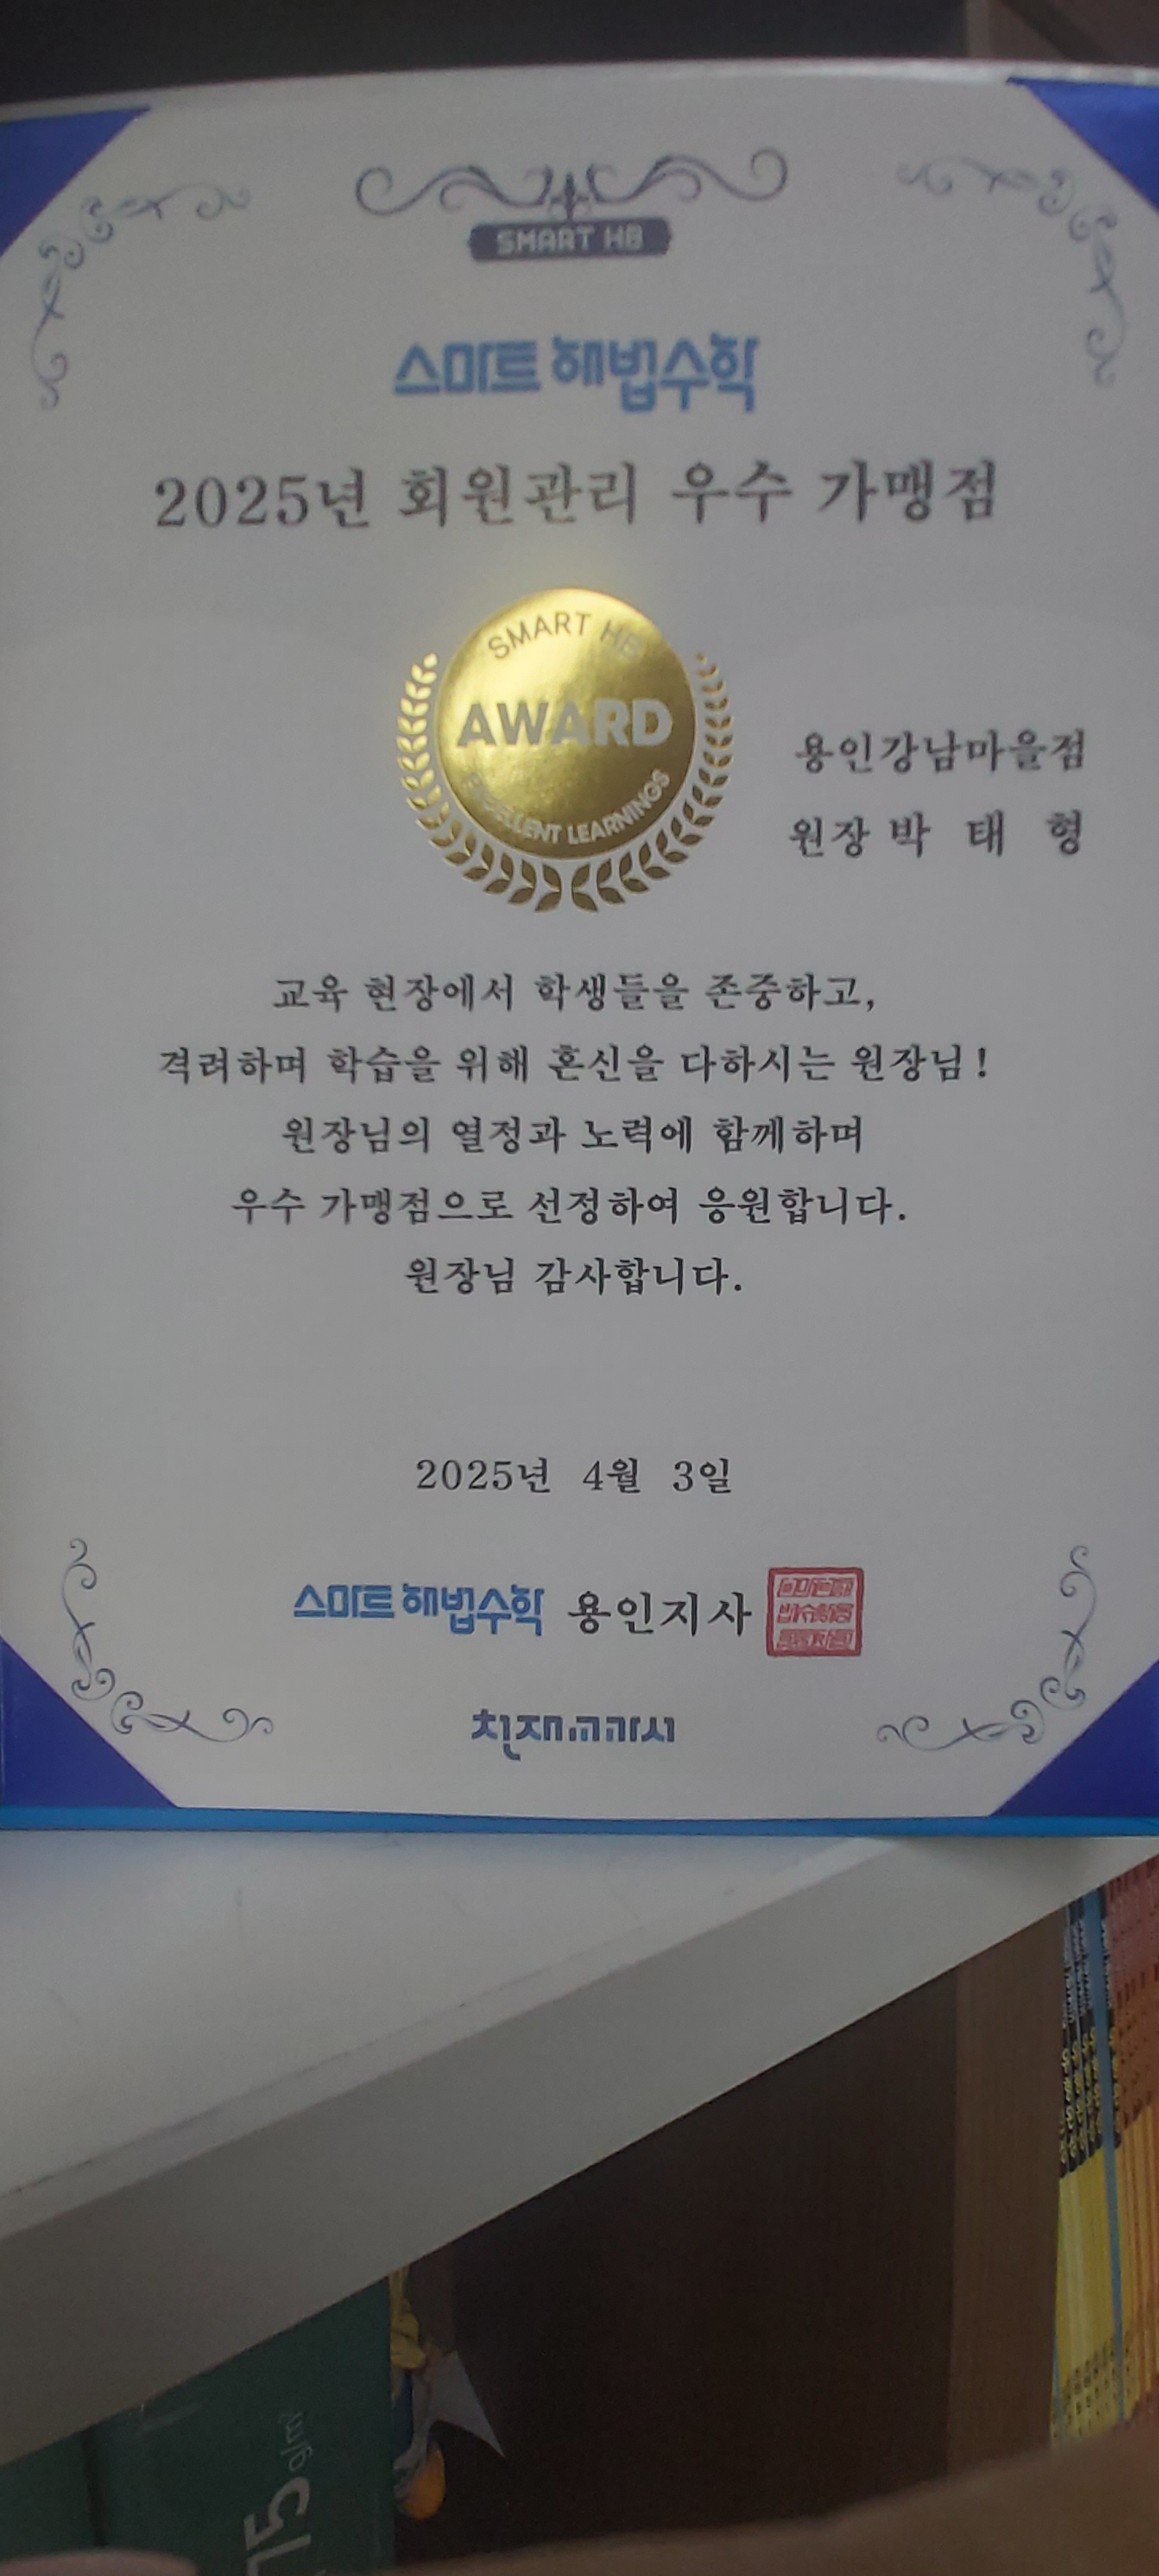 SMART HB
스마트 해법수학
2025년 회원관리 우수 가맹점
SMART HB
AWARD
EXCELLENT LEARNINGS
용인강남마을점
원장 박 태 형
교육 현장에서 학생들을 존중하고,
격려하며 학습을 위해 혼신을 다하시는 원장님!
원장님의 열정과 노력에 함께하며
우수 가맹점으로 선정하여 응원합니다.
원장님 감사합니다.
2025년 4월 3일
스마트 해법수학 용인지사
천재교과서